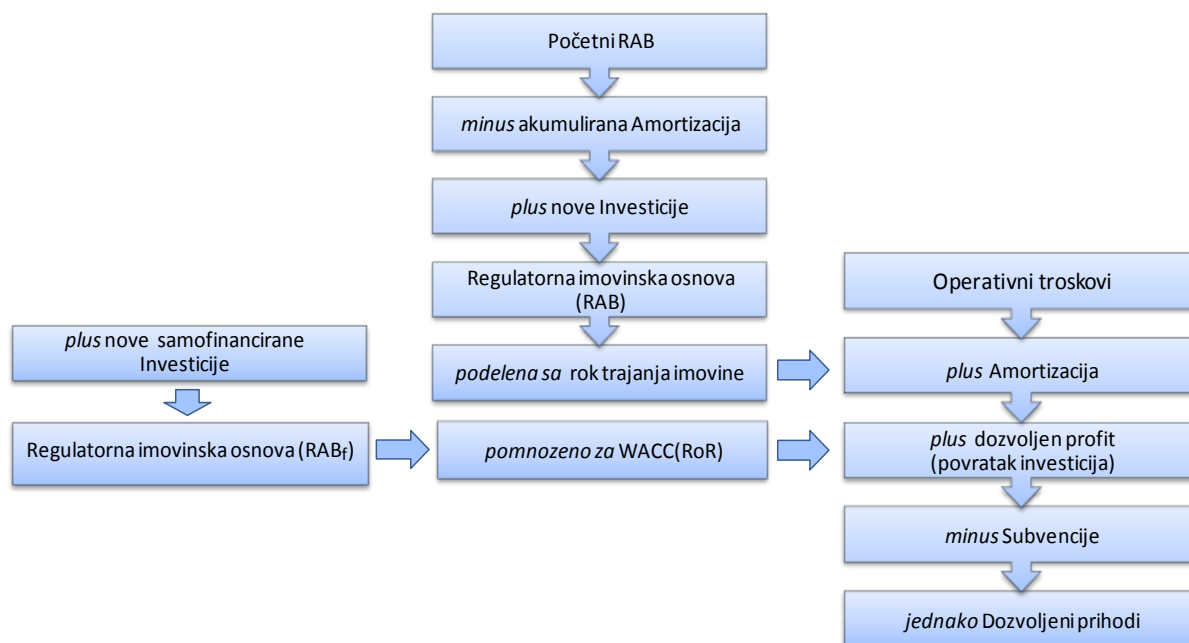 Početni RAB
minus akumulirana Amortizacija
plus nove Investicije
Regulatorna imovinska osnova
(RAB)
podelena sa rok trajanja imovine
plus nove samofinancirane
Investicije
Regulatorna imovinska osnova (RABf)
pomnozeno za WACC(RoR)
Operativni troskovi
plus Amortizacija
plus dozvoljen profit
(povratak investicija)
minus Subvencije
jednako Dozvoljeni prihodi